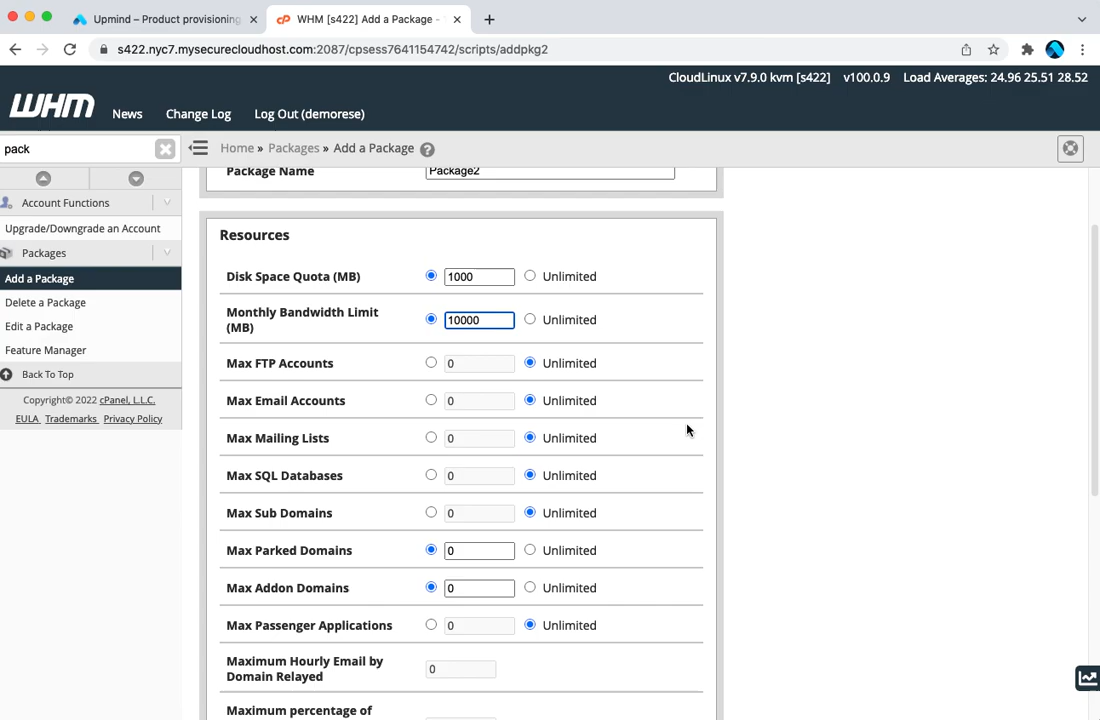 Upmind – Product provisioning
WHM [s422] Add a Package -
s422.nyc7.mysecurecloudhost.com:2087/cpsess7641154742/scripts/addpkg2
CloudLinux v7.9.0 kvm [s422] v100.0.9 Load Averages: 24.96 25.51 28.52
WHM News Change Log Log Out (demorese)
pack
Home » Packages » Add a Package
Account Functions
Upgrade/Downgrade an Account
Packages
Add a Package
Delete a Package
Edit a Package
Feature Manager
Back To Top
Copyright© 2022 cPanel, L.L.C.
EULA Trademarks Privacy Policy
Package Name Package2
Resources
Disk Space Quota (MB) 1000 Unlimited
Monthly Bandwidth Limit
(MB) 10000 Unlimited
Max FTP Accounts 0 Unlimited
Max Email Accounts 0 Unlimited
Max Mailing Lists 0 Unlimited
Max SQL Databases 0 Unlimited
Max Sub Domains 0 Unlimited
Max Parked Domains 0 Unlimited
Max Addon Domains 0 Unlimited
Max Passenger Applications 0 Unlimited
Maximum Hourly Email by
Domain Relayed 0
Maximum percentage of